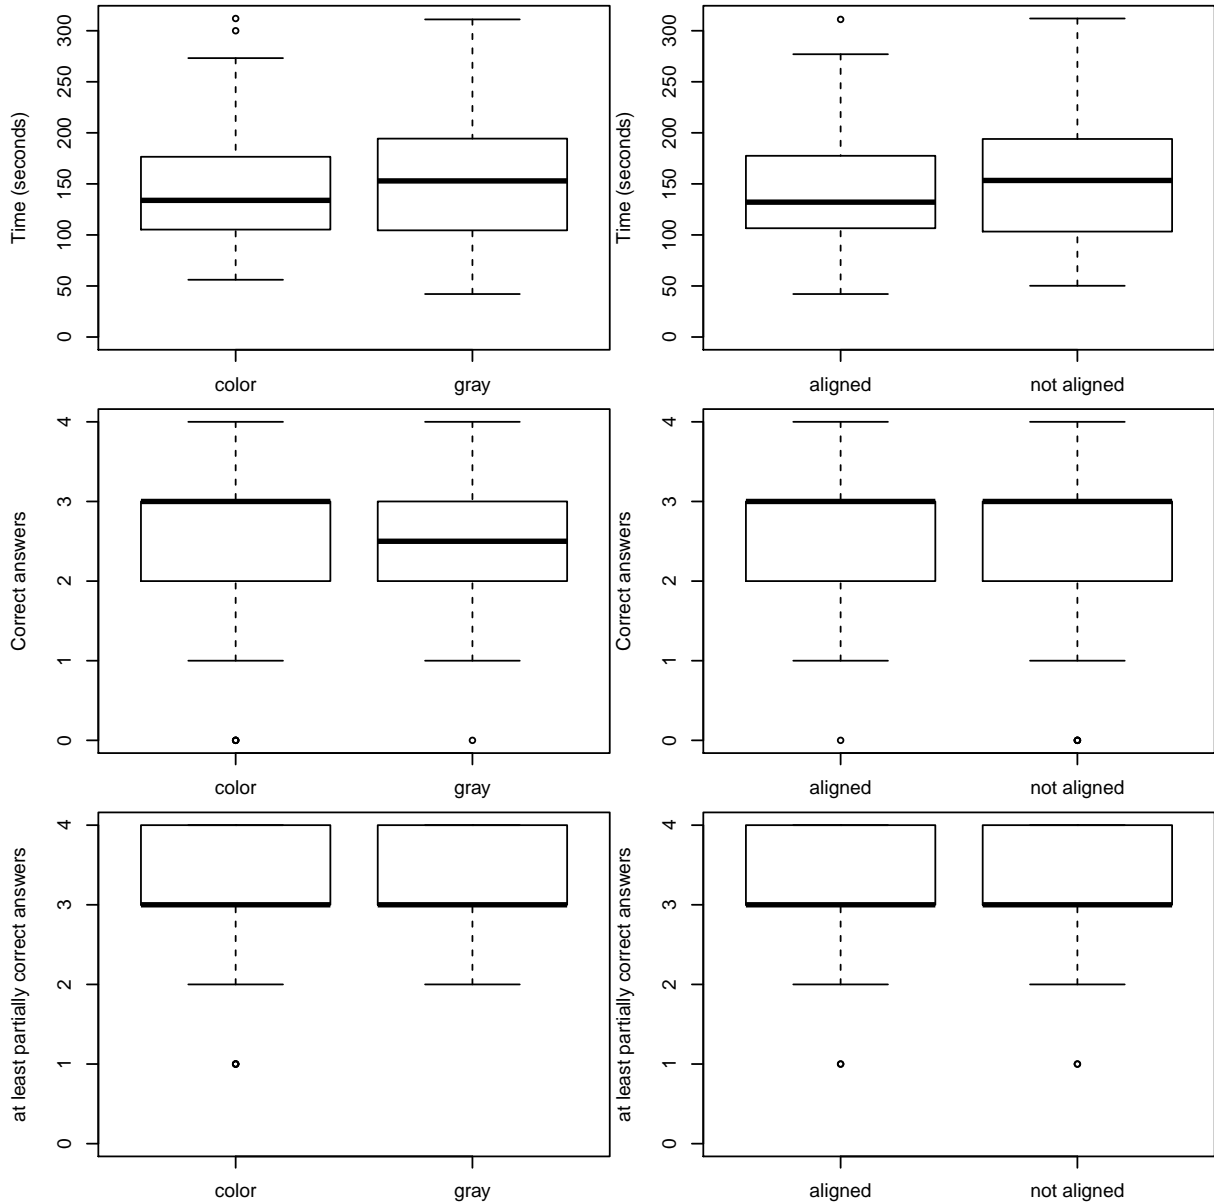 Time (seconds)
0 50 100 150 200 250 300
color gray
Time (seconds)
0 50 100 150 200 250 300
aligned not aligned
Correct answers
0 1 2 3 4
color gray
Correct answers
0 1 2 3 4
aligned not aligned
at least partially correct answers
0 1 2 3 4
color gray
at least partially correct answers
0 1 2 3 4
aligned not aligned